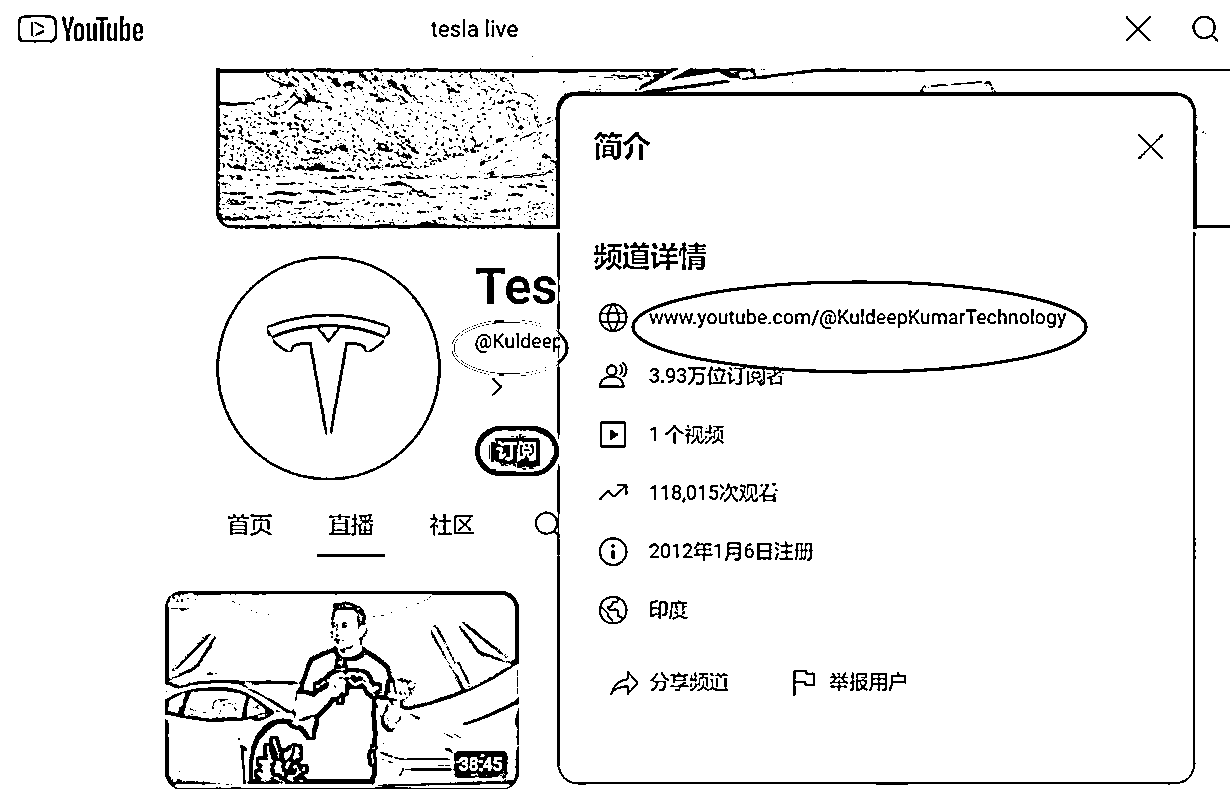 YouTube
tesla live
简介
频道详情
Tes
www.youtube.com/@KuldeepKumarTechnology
@Kuldeep
3.93万位订阅者
1 个视频
订阅
118,015次观看
首页 直播 社区
2012年1月6日注册
印度
分享频道 举报用户
38:45